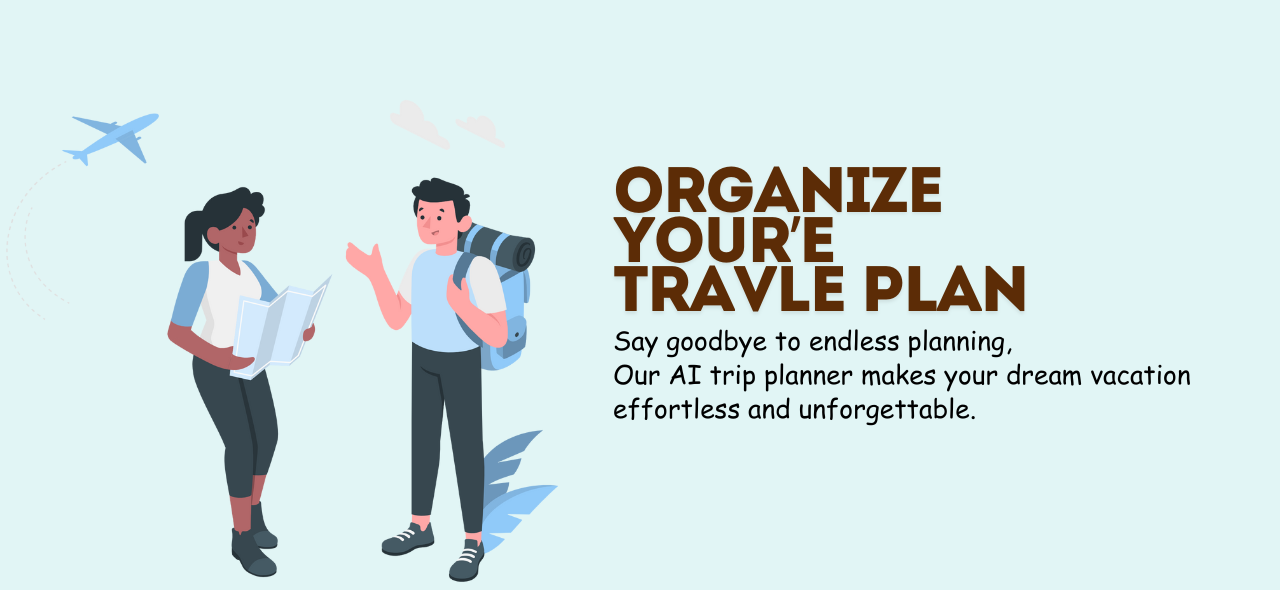 ORGANIZE
YOUR'E
TRAVLE PLAN
Say goodbye to endless planning,
Our AI trip planner makes your dream vacation
effortless and unforgettable.